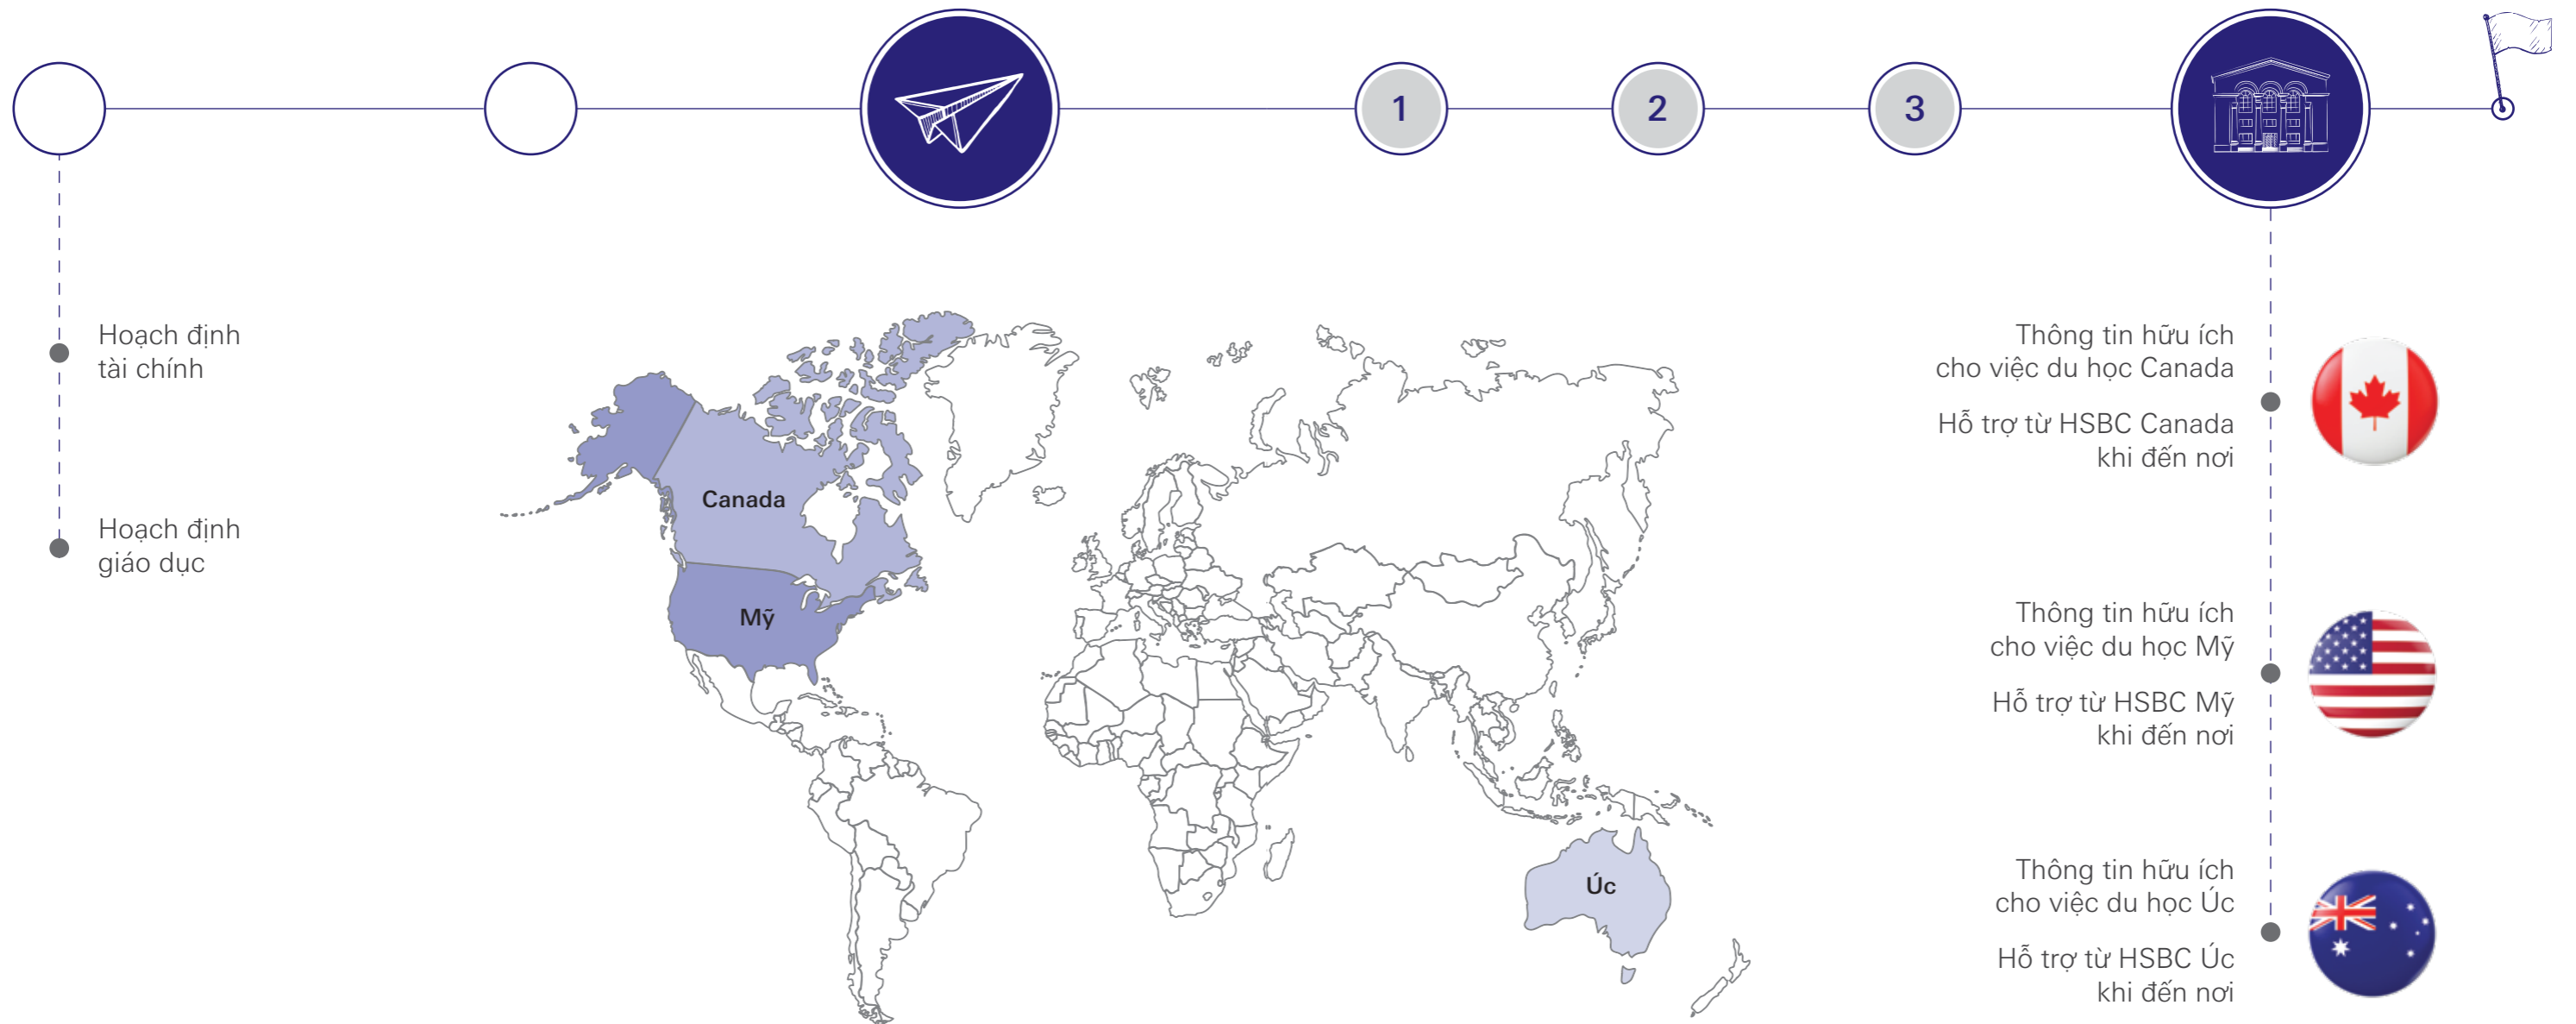 1
2
3
Hoạch định
tài chính
Hoạch định
giáo dục
Canada
Mỹ
Úc
Thông tin hữu ích
cho việc du học Canada
Hỗ trợ từ HSBC Canada
khi đến nơi
Thông tin hữu ích
cho việc du học Mỹ
Hỗ trợ từ HSBC Mỹ
khi đến nơi
Thông tin hữu ích
cho việc du học Úc
Hỗ trợ từ HSBC Úc
khi đến nơi